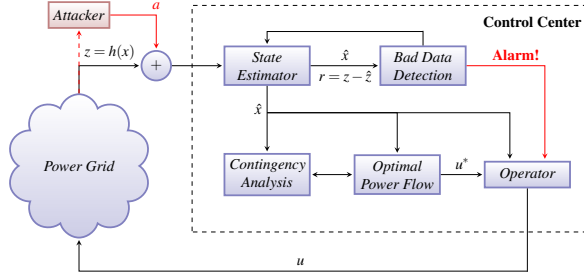 Attacker
a
Control Center
z = h(x)
+
State
Estimator
x̂
r = z − ẑ
Bad Data
Detection
Alarm!
x̂
Power Grid
Contingency
Analysis
Optimal
Power Flow
u*
Operator
u